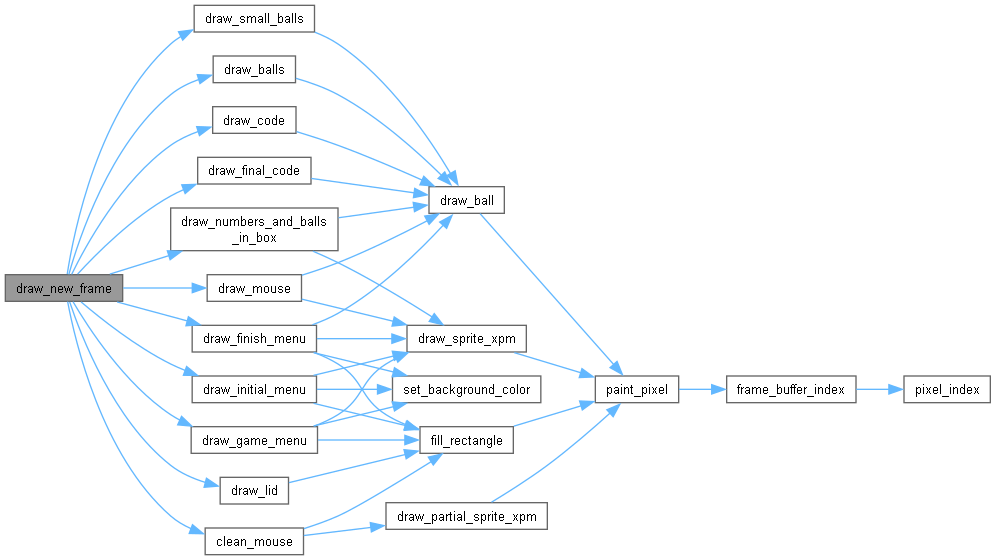 draw_small_balls
draw_balls
draw_code
draw_final_code
draw_ball
draw_numbers_and_balls
_in_box
draw_new_frame
draw_mouse
draw_finish_menu
draw_sprite_xpm
draw_initial_menu
set_background_color
paint_pixel
frame_buffer_index
pixel_index
draw_game_menu
fill_rectangle
draw_lid
draw_partial_sprite_xpm
clean_mouse